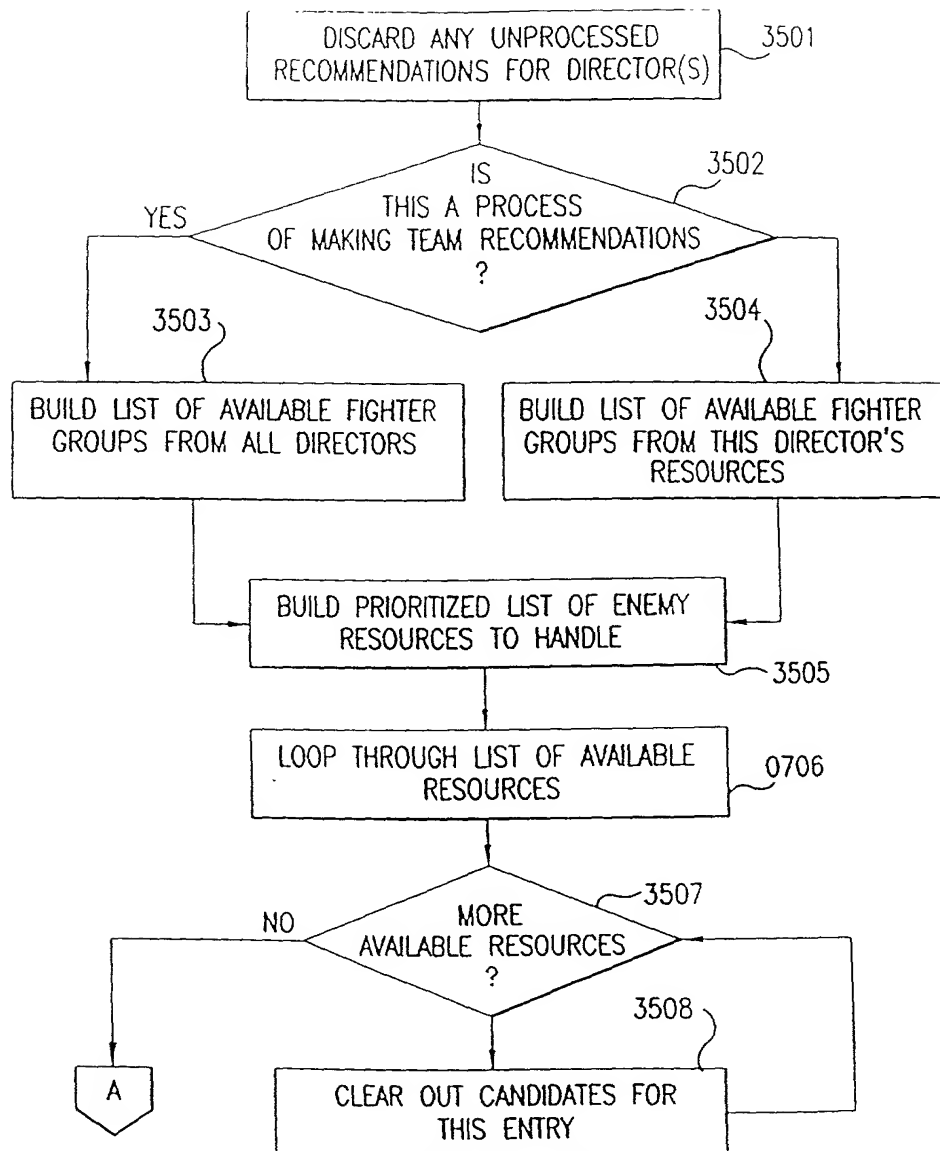 DISCARD ANY UNPROCESSED
RECOMMENDATIONS FOR DIRECTOR(S)
3501
IS
THIS A PROCESS
OF MAKING TEAM RECOMMENDATIONS
?
3502
YES
3503
3504
BUILD LIST OF AVAILABLE FIGHTER
GROUPS FROM ALL DIRECTORS
BUILD LIST OF AVAILABLE FIGHTER
GROUPS FROM THIS DIRECTOR'S
RESOURCES
BUILD PRIORITIZED LIST OF ENEMY
RESOURCES TO HANDLE
3505
LOOP THROUGH LIST OF AVAILABLE
RESOURCES
0706
3507
NO
MORE
AVAILABLE RESOURCES
?
3508
A
CLEAR OUT CANDIDATES FOR
THIS ENTRY